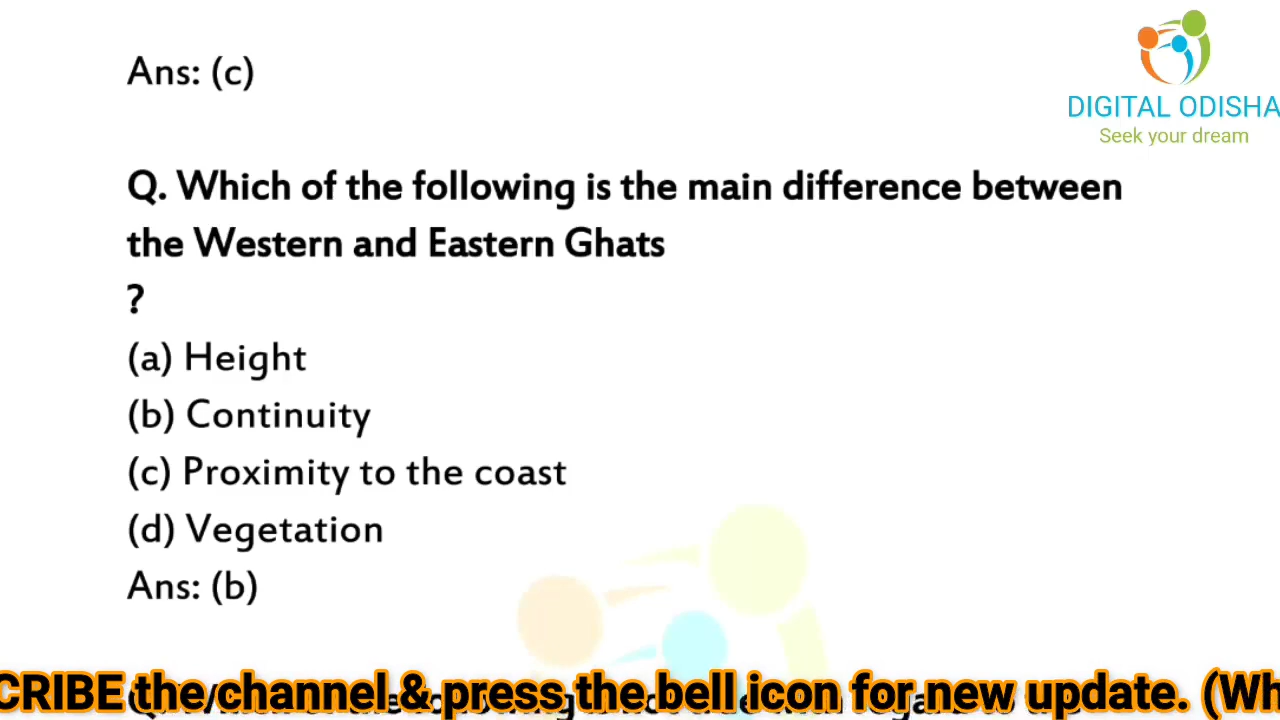 Ans: (c)
DIGITAL ODISHA
Seek your dream
Q. Which of the following is the main difference between
the Western and Eastern Ghats
?
(a) Height
(b) Continuity
(c) Proximity to the coast
(d) Vegetation
Ans: (b)
CRIBE the channel & press the bell icon for new update. (Wh